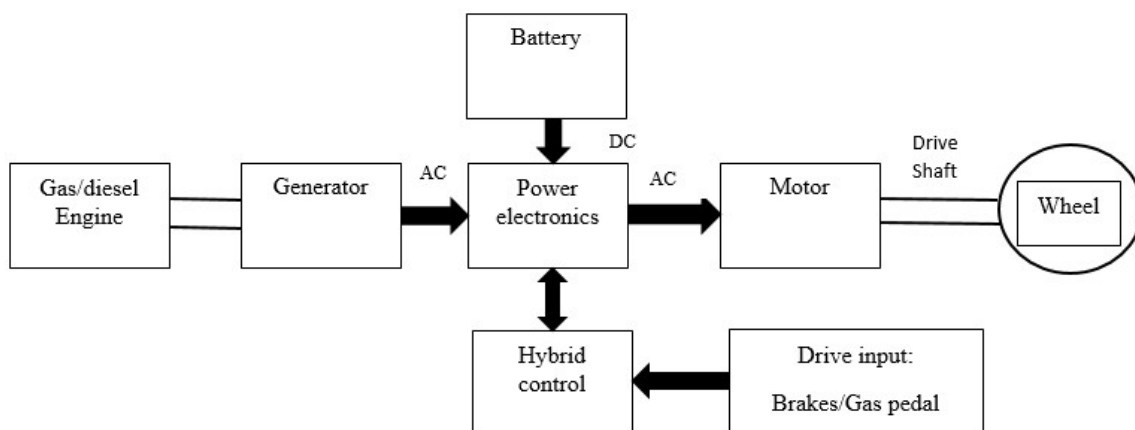 Battery
DC
Gas/diesel
Engine
Generator
AC
Power
electronics
AC
Motor
Drive
Shaft
Wheel
Hybrid
control
Drive input:
Brakes/Gas pedal